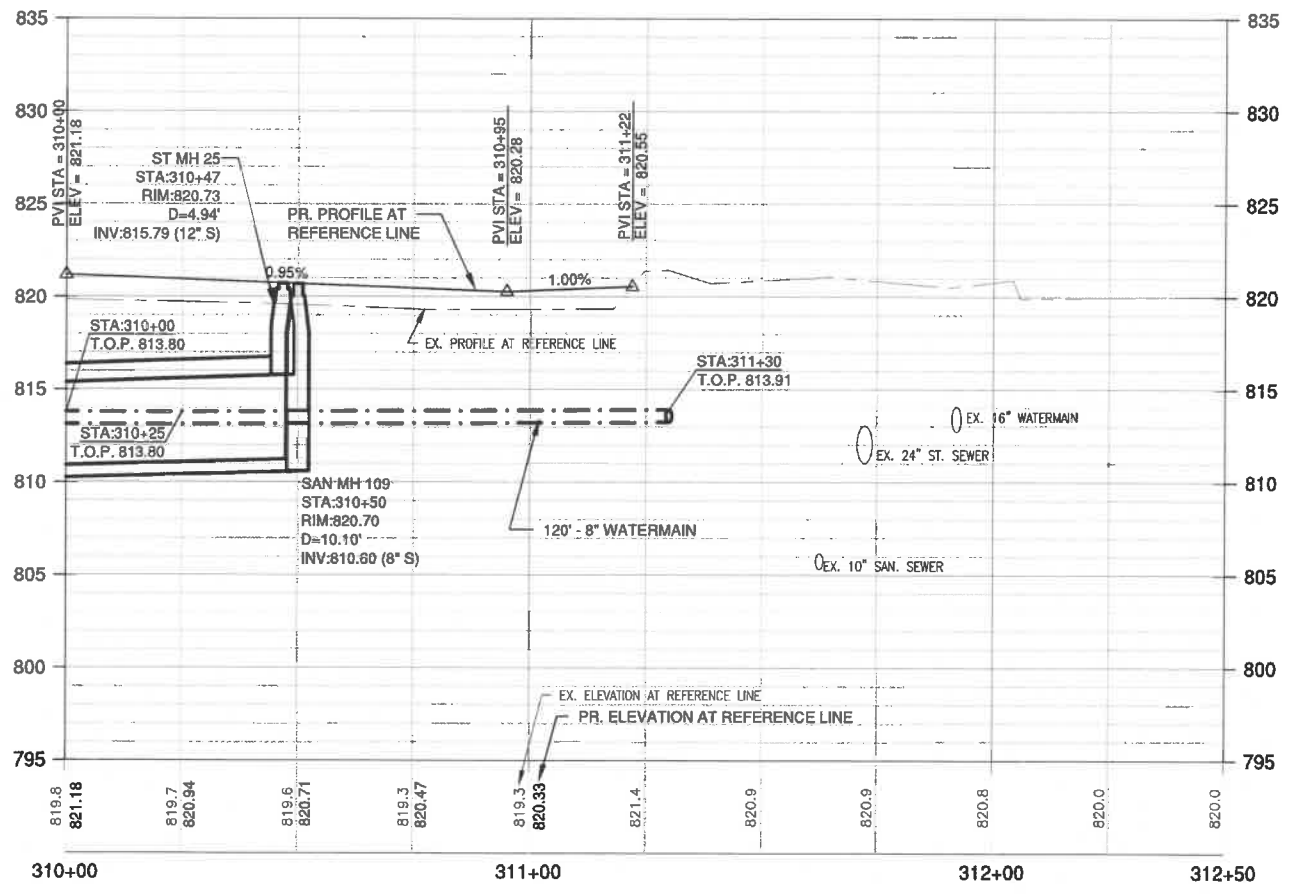 835
835
830
830
825
825
820
820
815
815
810
810
805
805
800
800
795
795
PVI STA = 310+00
ELEV = 821.18
ST MH 25
STA:310+47
RIM:820.73
D=4.94'
INV:815.79 (12" S)
PR. PROFILE AT
REFERENCE LINE
PVI STA = 310+95
ELEV = 820.28
PVI STA = 311+22
ELEV = 820.55
0.95%
1.00%
EX. PROFILE AT REFERENCE LINE
STA:310+00
T.O.P. 813.80
STA:310+25
T.O.P. 813.80
STA:311+30
T.O.P. 813.91
EX. 16" WATERMAIN
EX. 24" ST. SEWER
SAN MH 109
STA:310+50
RIM:820.70
D=10.10'
INV:810.60 (8" S)
120' - 8" WATERMAIN
EX. 10" SAN. SEWER
EX. ELEVATION AT REFERENCE LINE
PR. ELEVATION AT REFERENCE LINE
819.8
821.18
819.7
820.94
819.6
820.71
819.3
820.47
819.3
820.33
821.4
820.9
820.9
820.8
820.0
820.0
310+00
311+00
312+00
312+50